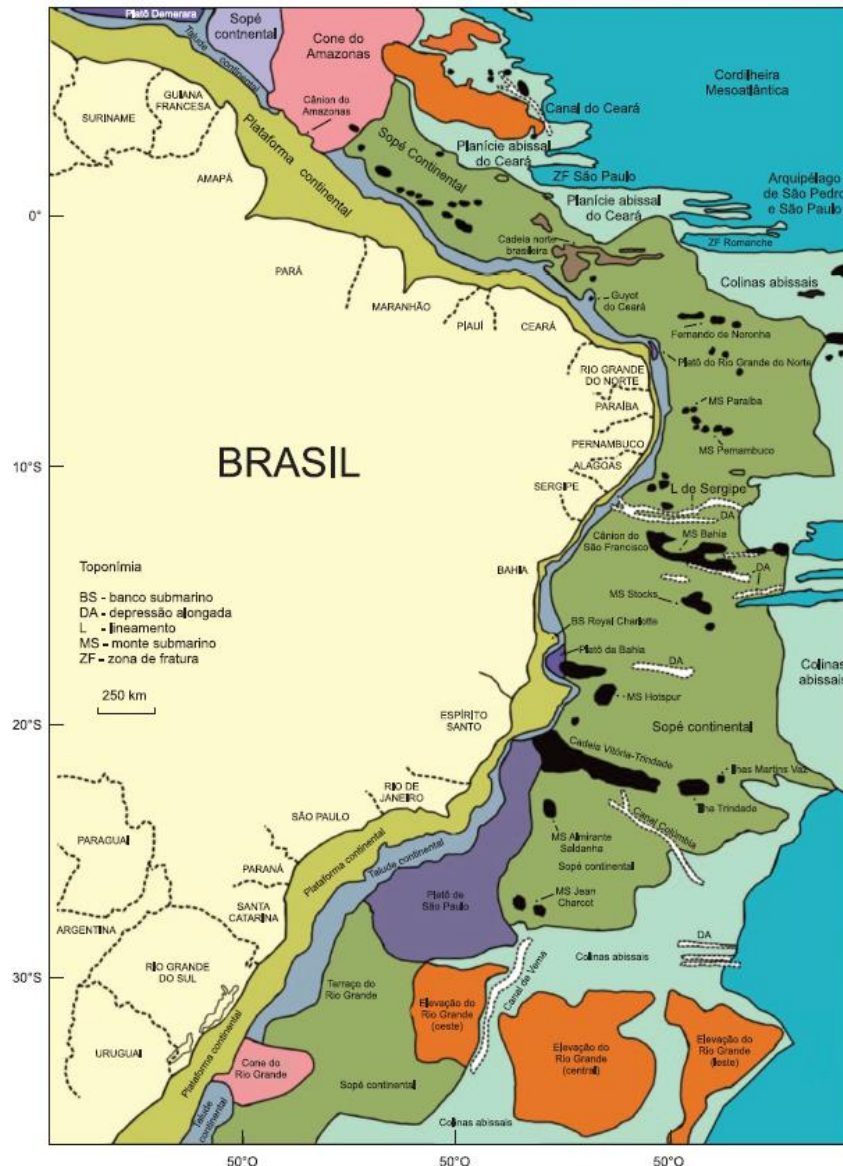 Platô Demerara
Sopé
contnental
Talude continental
Cone do
Amazonas
Cordilheira
Mesoatlântica
SURINAME
GUIANA
FRANCESA
Cânion do
Amazonas
Canal do Ceará
Plataforma continental
Sopé Continental
Planície abissal
do Ceará
AMAPÁ
ZF São Paulo
Planície abissal
do Ceará
Arquipélago
de São Pedro
e São Paulo
0°
Cadeia norte
brasileira
ZF Romanche
PARÁ
Colinas abissais
MARANHÃO
PIAUÍ
CEARÁ
Guyot
do Ceará
Fernando de Noronha
RIO GRANDE
DO NORTE
Platô do Rio Grande do Norte
PARAÍBA
MS Paraíba
PERNAMBUCO
MS Pernambuco
10°S
BRASIL
ALAGOAS
SERGIPE
L de Sergipe
DA
Cânion do
São Francisco
MS Bahia
BAHIA
DA
Toponímia
BS - banco submarino
DA - depressão alongada
L - lineamento
MS - monte submarino
ZF - zona de fratura
MS Stocks
BS Royal Charlotte
Platô da Bahia
DA
Colinas
abissais
250 km
MS Hotspur
20°S
ESPÍRITO
SANTO
Sopé continental
Cadeia Vitória-Trindade
Ilhas Martins Vaz
Ilha Trindada
RIO DE
JANEIRO
SÃO PAULO
Canal Colúmbia
PARAGUAI
MS Almirante
Saldanha
Plataforma continental
Talude continental
PARANÁ
Sopé continental
SANTA
CATARINA
Platô de
São Paulo
MS Jean
Charcot
ARGENTINA
DA
Colinas abissais
30°S
RIO GRANDE
DO SUL
Terraço do
Rio Grande
Canal de Vema
Elevação do
Rio Grande
(oeste)
Elevação do
Rio Grande
(central)
Elevação do
Rio Grande
(leste)
URUGUAI
Plataforma continental
Cone do
Rio Grande
Sopé continental
Talude
continental
Colinas abissais
50°O
50°O
50°O